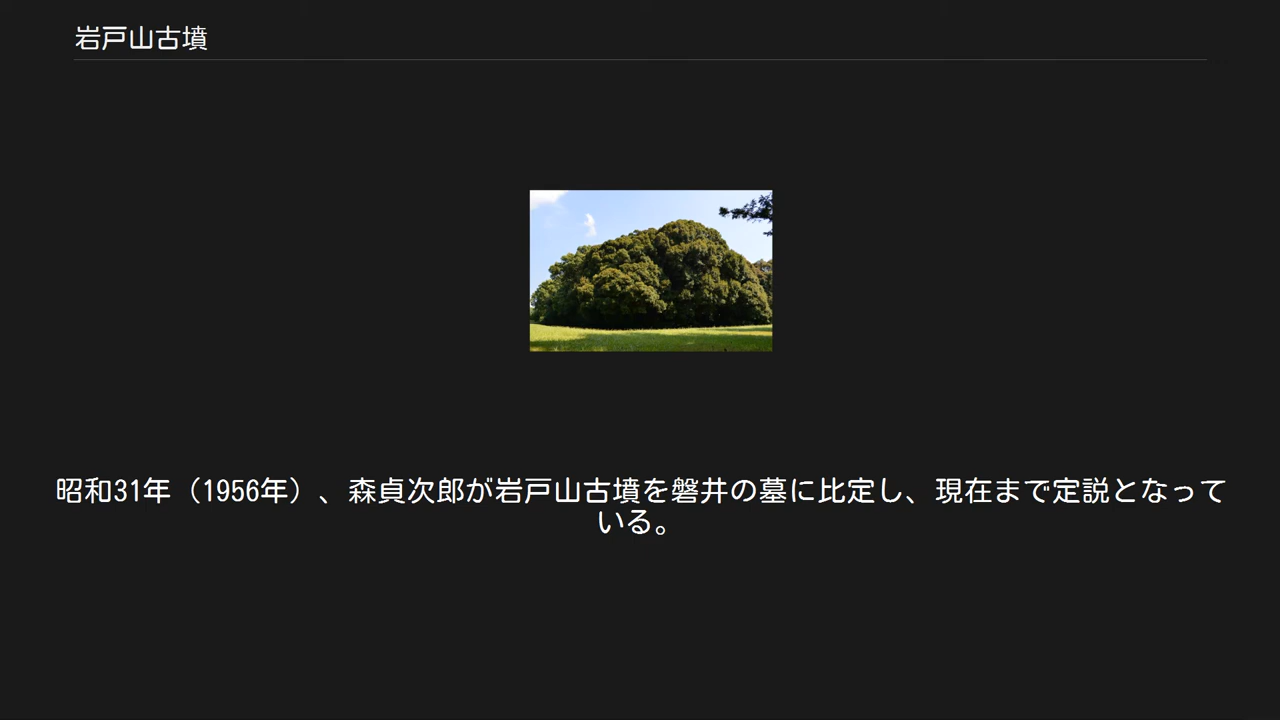 岩戸山古墳
昭和31年（1956年）、森貞次郎が岩戸山古墳を磐井の墓に比定し、現在まで定説となって
いる。